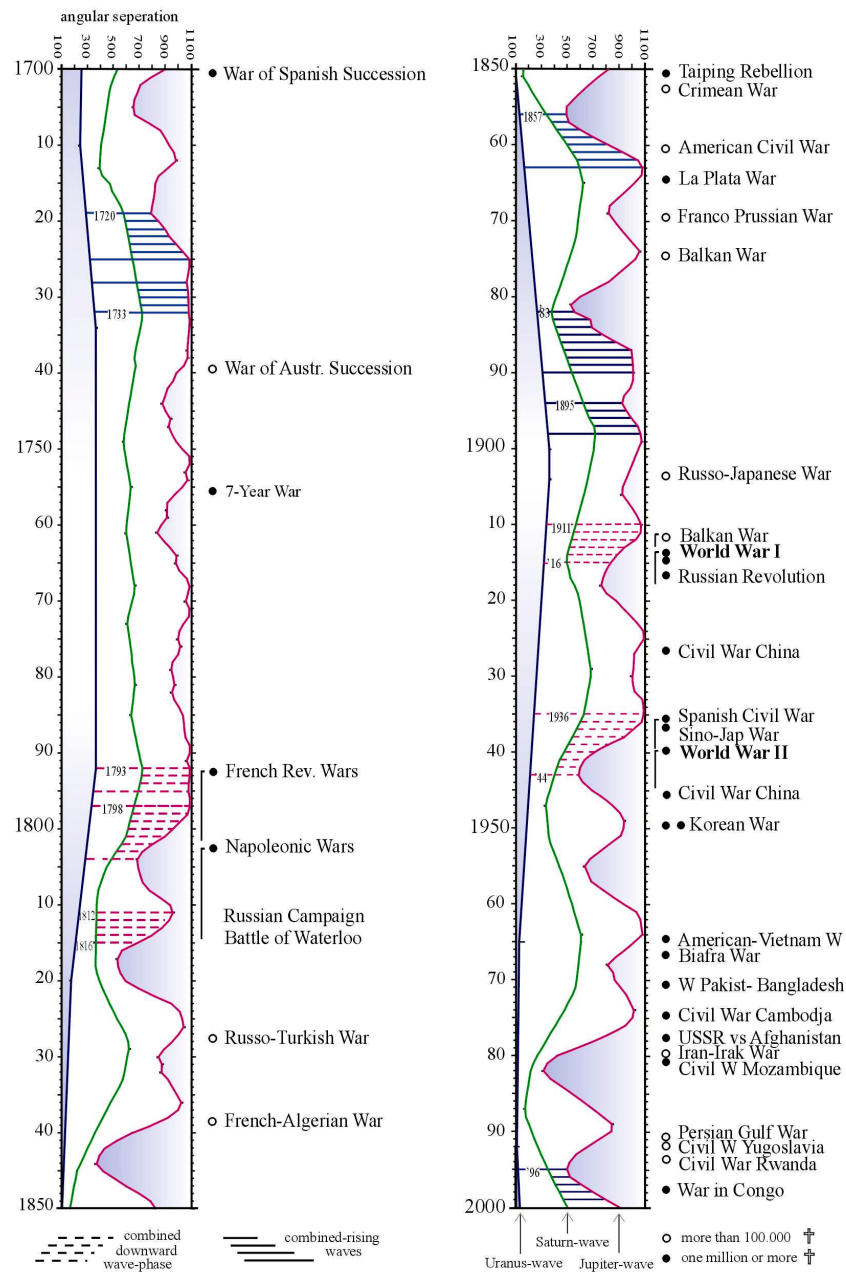 angular seperation
100 300 500 700 900 1100
1700
War of Spanish Succession
10
1720
20
30
1733
War of Austr. Succession
40
1750
7-Year War
60
70
80
90
1793
French Rev. Wars
1798
1800
Napoleonic Wars
10
1812
Russian Campaign
Battle of Waterloo
1816
20
Russo-Turkish War
30
French-Algerian War
40
1850
100 300 500 700 900 1100
1850
Taiping Rebellion
Crimean War
1857
60
American Civil War
La Plata War
70
Franco Prussian War
Balkan War
80
'83
90
1895
1900
Russo-Japanese War
10
1911
Balkan War
World War I
'16
Russian Revolution
20
Civil War China
30
1936
Spanish Civil War
Sino-Jap War
40
World War II
44
Civil War China
1950
Korean War
60
American-Vietnam W
Biafra War
70
W Pakist- Bangladesh
Civil War Cambodja
USSR vs Afghanistan
80
Iran-Irak War
Civil W Mozambique
90
Persian Gulf War
Civil W Yugoslavia
Civil War Rwanda
'96
War in Congo
2000
combined
downward
wave-phase
combined-rising
waves
Uranus-wave
Saturn-wave
Jupiter-wave
more than 100.000 ✝
one million or more ✝